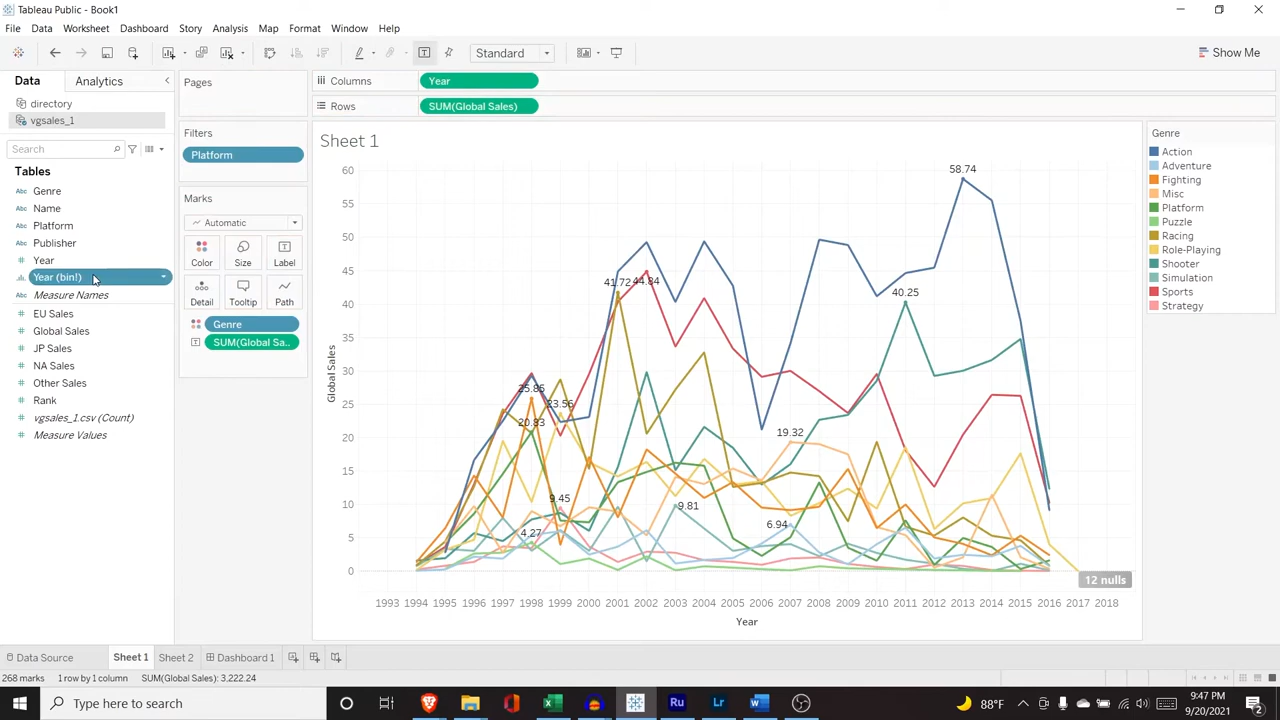 Tableau Public - Book1
File Data Worksheet Dashboard Story Analysis Map Format Window Help
Standard
Show Me
Data Analytics
directory
vgsales_1
Search
Tables
Abc Genre
Abc Name
Abc Platform
Abc Publisher
Abc Year
Year (bin!)
Abc Measure Names
# EU Sales
# Global Sales
# JP Sales
# NA Sales
# Other Sales
# Rank
# vgsales_1.csv (Count)
# Measure Values
Pages
Filters
Platform
Marks
Automatic
Color Size Label
Detail Tooltip Path
Genre
SUM(Global Sa..
Columns Year
Rows SUM(Global Sales)
Sheet 1
Global Sales
60
55
50
45
40
35
30
25
20
15
10
5
0
58.74
41.72 44.84
40.25
25.85
23.56
20.83
19.32
9.45
9.81
6.94
4.27
12 nulls
1993 1994 1995 1996 1997 1998 1999 2000 2001 2002 2003 2004 2005 2006 2007 2008 2009 2010 2011 2012 2013 2014 2015 2016 2017 2018
Year
Genre
Action
Adventure
Fighting
Misc
Platform
Puzzle
Racing
Role-Playing
Shooter
Simulation
Sports
Strategy
Data Source Sheet 1 Sheet 2 Dashboard 1
268 marks 1 row by 1 column SUM(Global Sales): 3,222.24
Type here to search
Ru Lr
88°F
9:47 PM
9/20/2021
2